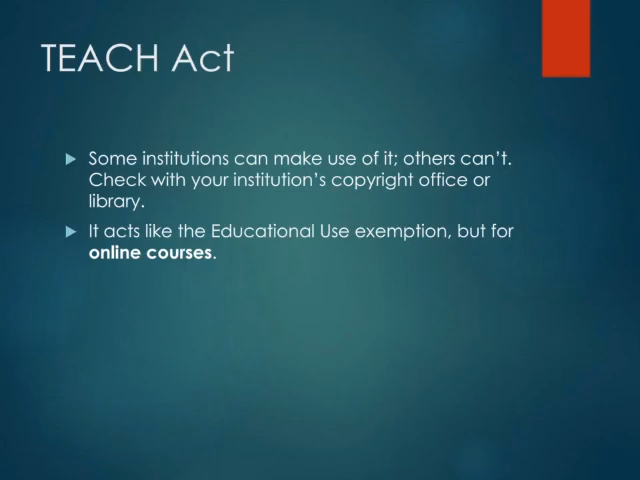 TEACH Act
Some institutions can make use of it; others can't.
Check with your institution's copyright office or
library.
It acts like the Educational Use exemption, but for
online courses.